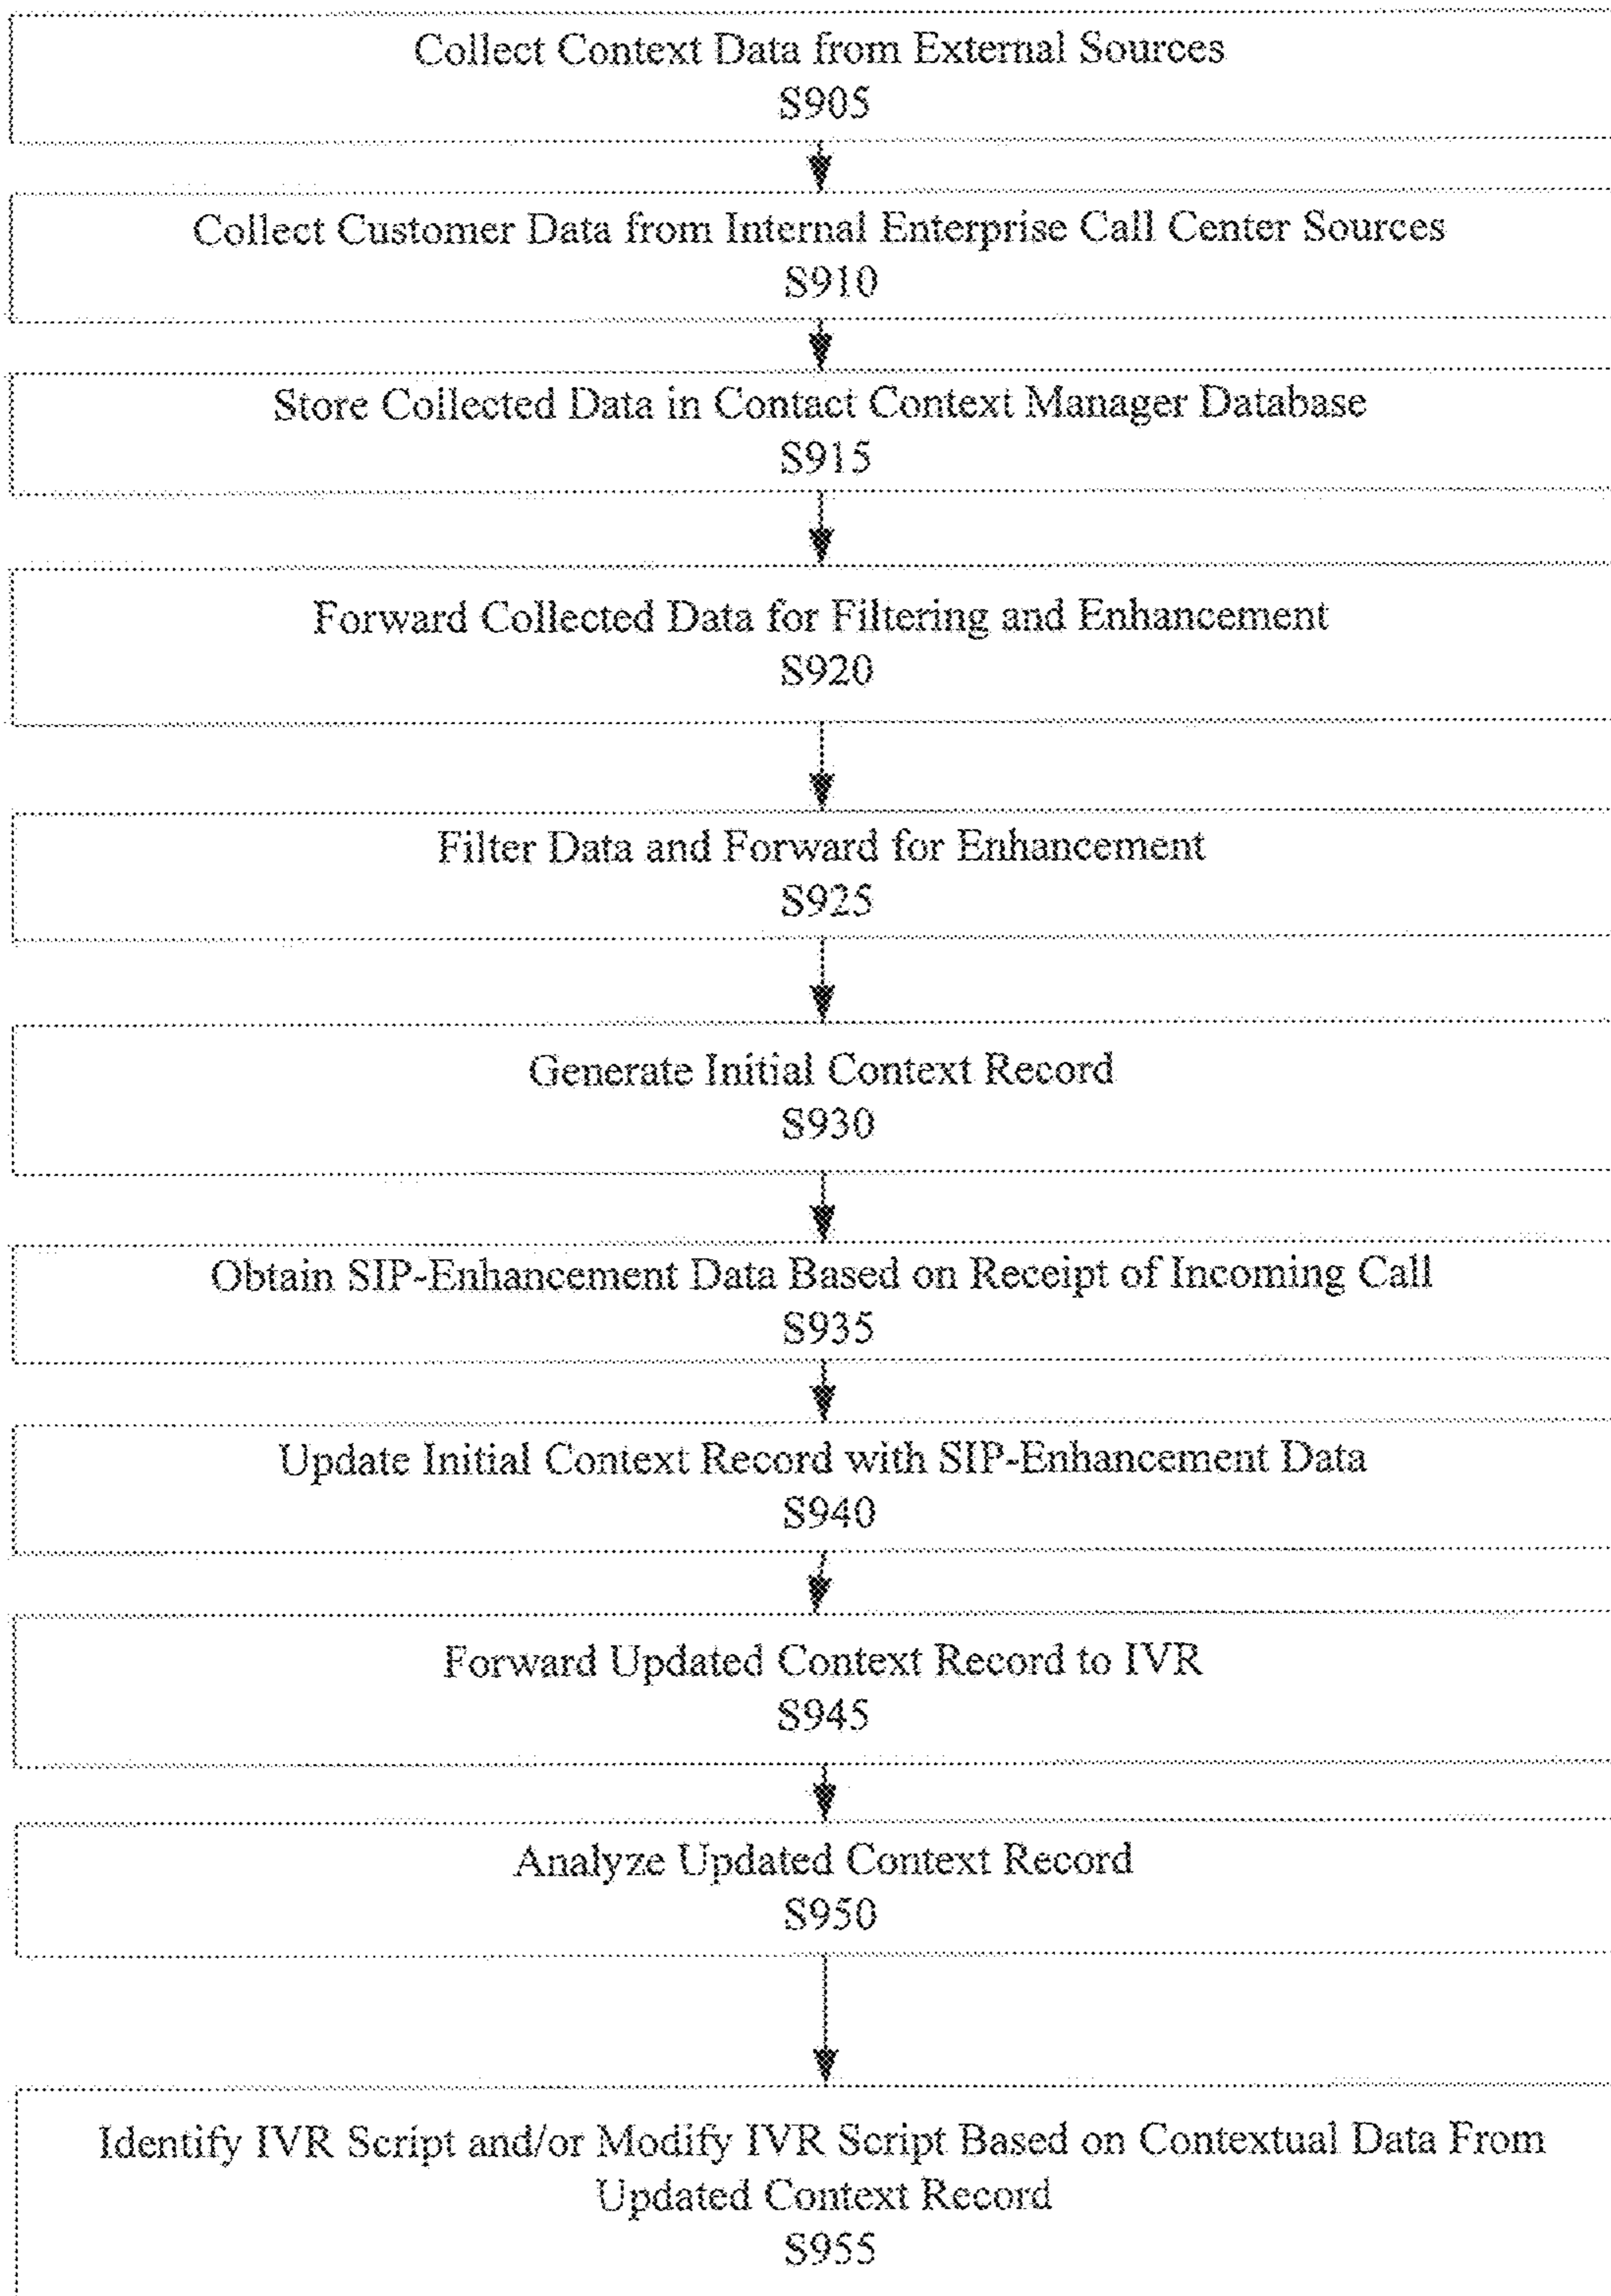 Collect Context Data from External Sources
S905
Collect Customer Data from Internal Enterprise Call Center Sources
S910
Store Collected Data in Contact Context Manager Database
S915
Forward Collected Data for Filtering and Enhancement
S920
Filter Data and Forward for Enhancement
S925
Generate Initial Context Record
S930
Obtain SIP-Enhancement Data Based on Receipt of Incoming Call
S935
Update Initial Context Record with SIP-Enhancement Data
S940
Forward Updated Context Record to IVR
S945
Analyze Updated Context Record
S950
Identify IVR Script and/or Modify IVR Script Based on Contextual Data From
Updated Context Record
S955